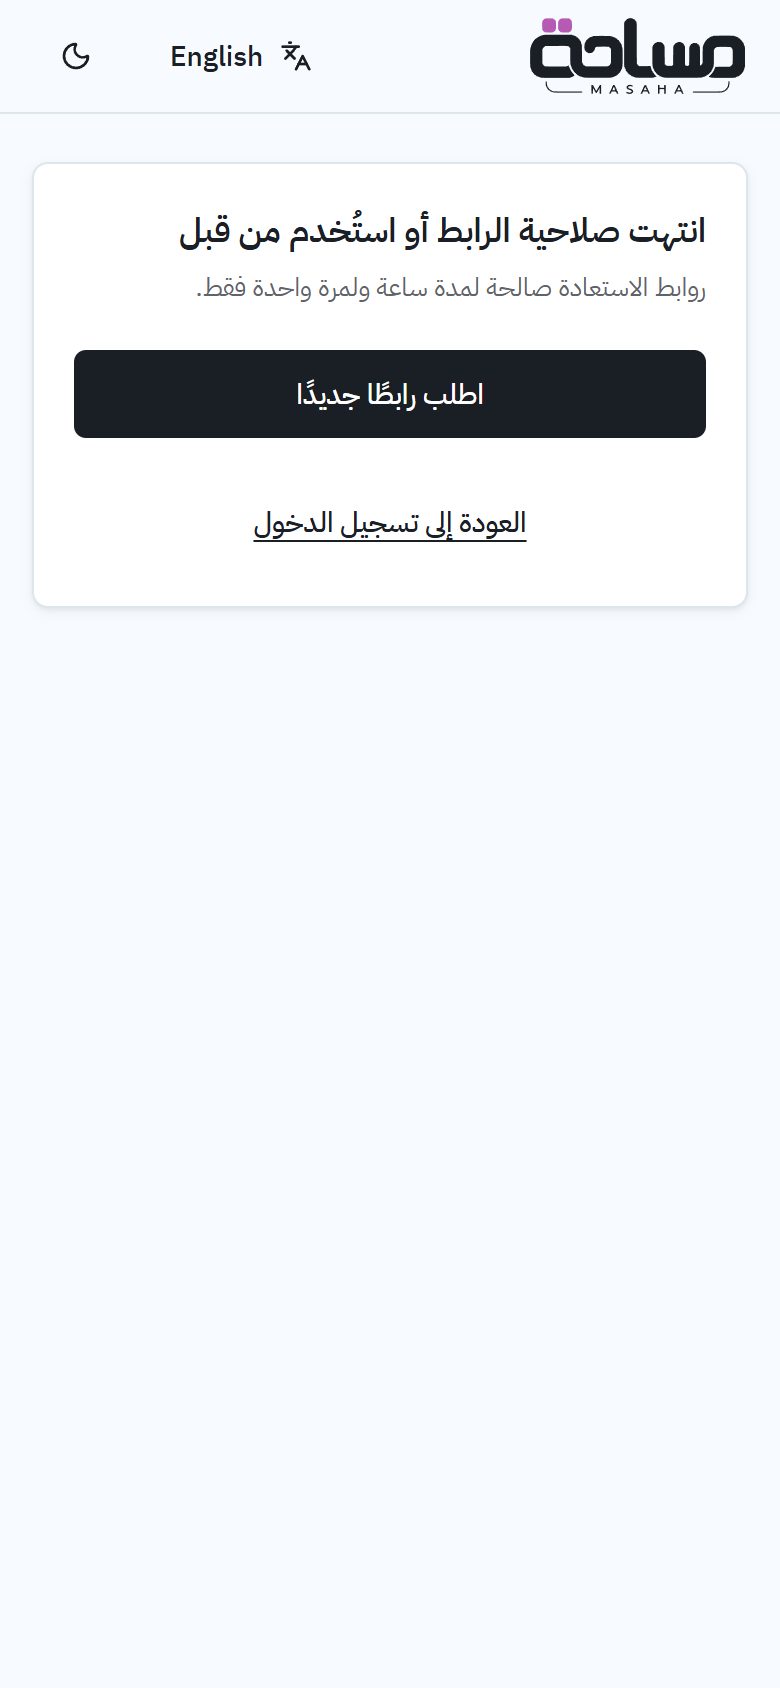 مساحة
MASAHA
English
انتهت صلاحية الرابط أو استُخدم من قبل
روابط الاستعادة صالحة لمدة ساعة ولمرة واحدة فقط.
اطلب رابطًا جديدًا
العودة إلى تسجيل الدخول